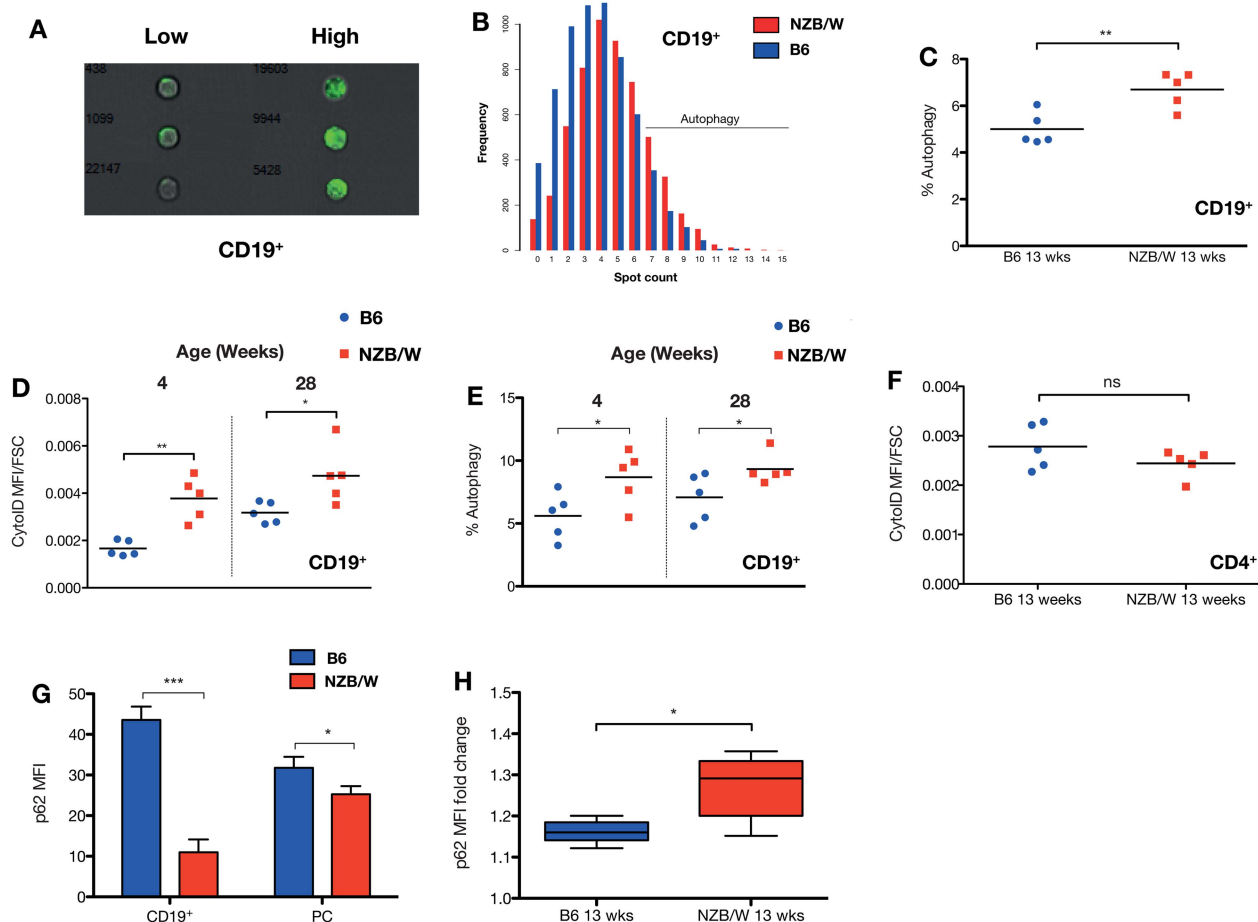 A
Low
High
438
19603
1099
9944
22147
5428
CD19+
B
CD19+
NZB/W
B6
Autophagy
Frequency
0
200
400
600
800
1000
0 1 2 3 4 5 6 7 8 9 10 11 12 13 14 15
Spot count
C
**
% Autophagy
8
6
4
2
0
CD19+
B6 13 wks
NZB/W 13 wks
D
B6
NZB/W
Age (Weeks)
4
28
**
*
CytoID MFI/FSC
0.008
0.006
0.004
0.002
0.000
CD19+
E
B6
NZB/W
Age (Weeks)
4
28
*
*
% Autophagy
15
10
5
0
CD19+
F
ns
CytoID MFI/FSC
0.004
0.003
0.002
0.001
0.000
CD4+
B6 13 weeks
NZB/W 13 weeks
G
B6
NZB/W
***
*
p62 MFI
50
40
30
20
10
0
CD19+
PC
H
*
p62 MFI fold change
1.5
1.4
1.3
1.2
1.1
1.0
B6 13 wks
NZB/W 13 wks